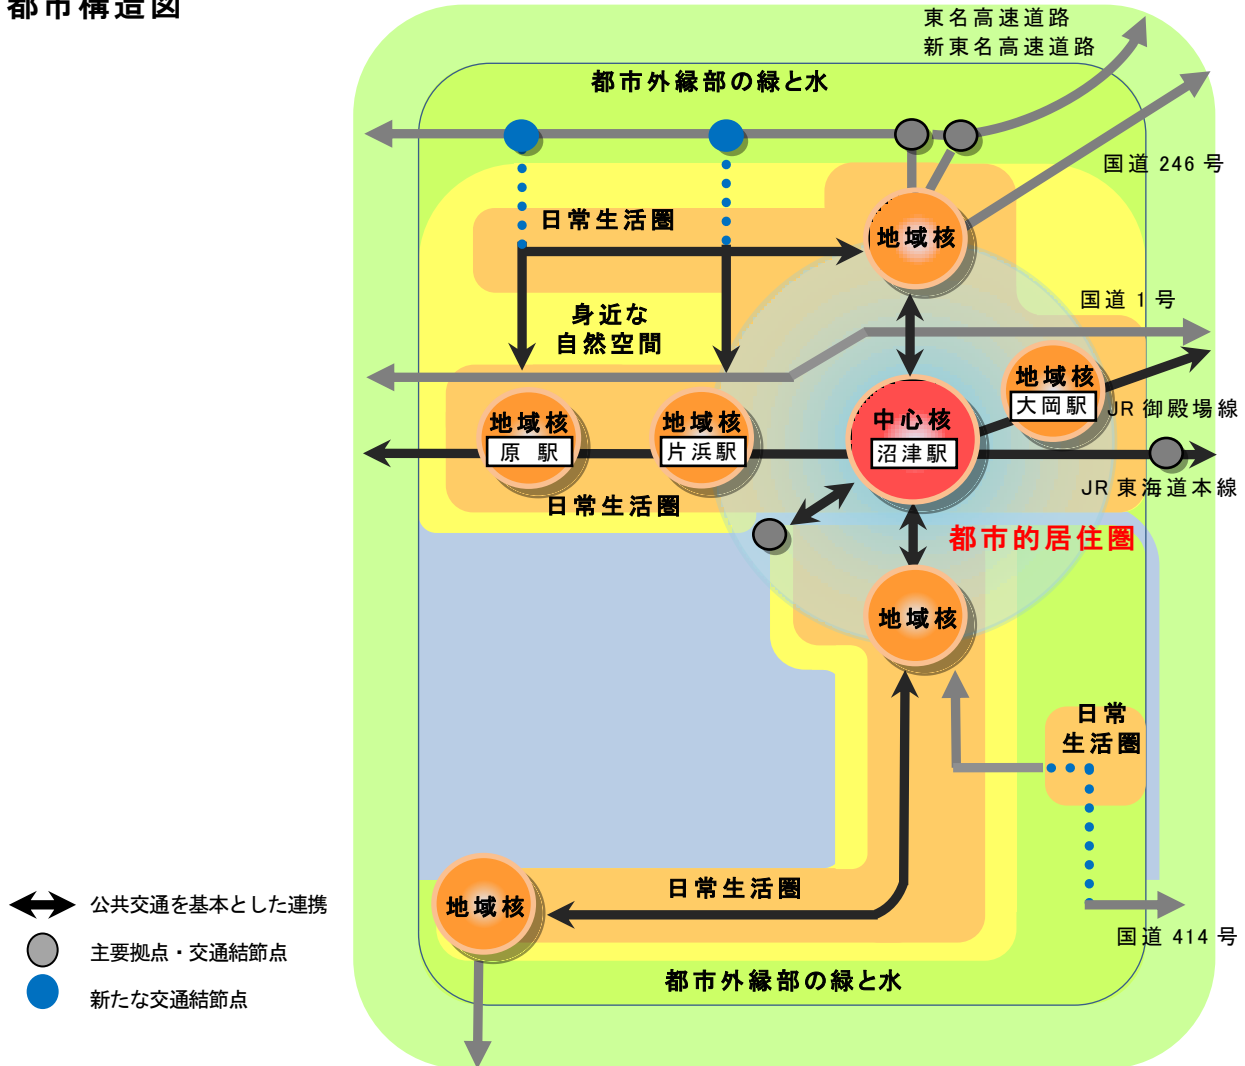 都市構造図
東名高速道路
新東名高速道路
都市外縁部の緑と水
国道 246 号
日常生活圏
地域核
国道 1 号
身近な
自然空間
地域核
大岡駅
JR 御殿場線
地域核
原 駅
地域核
片浜駅
中心核
沼津駅
JR 東海道本線
日常生活圏
都市的居住圏
地域核
日常
生活圏
日常生活圏
地域核
国道 414 号
都市外縁部の緑と水
公共交通を基本とした連携
主要拠点・交通結節点
新たな交通結節点